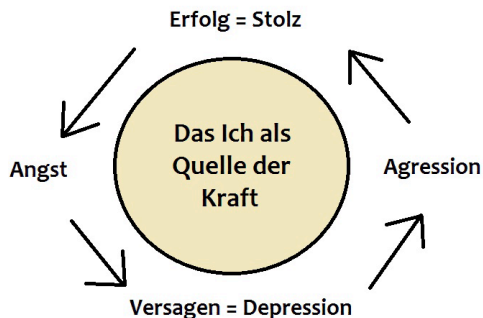 Erfolg = Stolz
Das Ich als
Quelle der
Kraft
Angst
Agression
Versagen = Depression